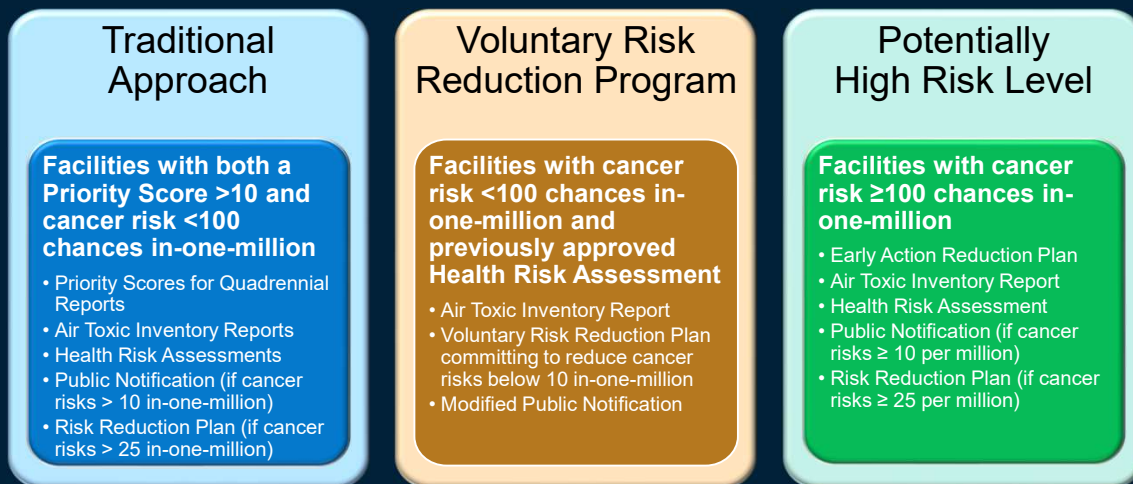 Traditional
Approach
Facilities with both a
Priority Score >10 and
cancer risk <100
chances in-one-million
• Priority Scores for Quadrennial
Reports
• Air Toxic Inventory Reports
• Health Risk Assessments
• Public Notification (if cancer
risks > 10 in-one-million)
• Risk Reduction Plan (if cancer
risks > 25 in-one-million)
Voluntary Risk
Reduction Program
Facilities with cancer
risk <100 chances in-
one-million and
previously approved
Health Risk Assessment
• Air Toxic Inventory Report
• Voluntary Risk Reduction Plan
committing to reduce cancer
risks below 10 in-one-million
• Modified Public Notification
Potentially
High Risk Level
Facilities with cancer
risk ≥100 chances in-
one-million
• Early Action Reduction Plan
• Air Toxic Inventory Report
• Health Risk Assessment
• Public Notification (if cancer
risks ≥ 10 per million)
• Risk Reduction Plan (if cancer
risks ≥ 25 per million)